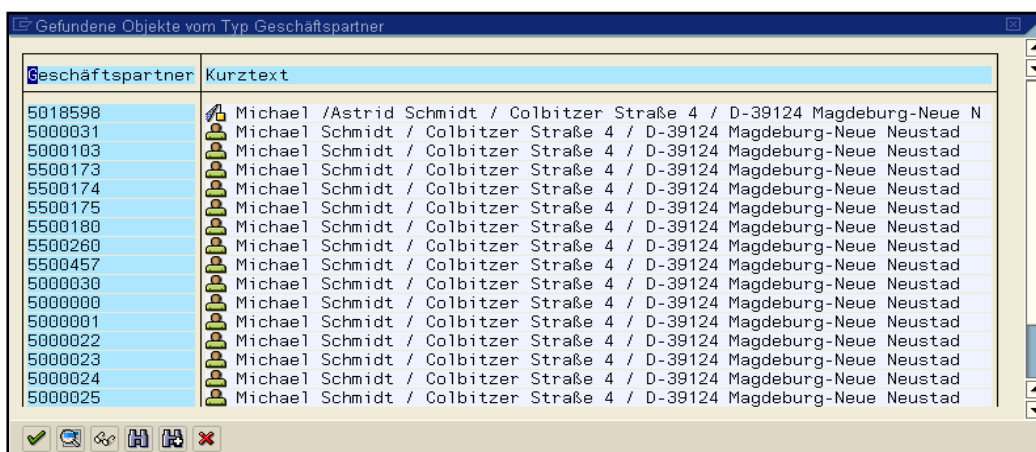 Gefundene Objekte vom Typ Geschäftspartner
Geschäftspartner Kurztext
5018598 Michael /Astrid Schmidt / Colbitzer Straße 4 / D-39124 Magdeburg-Neue N
5000031 Michael Schmidt / Colbitzer Straße 4 / D-39124 Magdeburg-Neue Neustad
5000103 Michael Schmidt / Colbitzer Straße 4 / D-39124 Magdeburg-Neue Neustad
5500173 Michael Schmidt / Colbitzer Straße 4 / D-39124 Magdeburg-Neue Neustad
5500174 Michael Schmidt / Colbitzer Straße 4 / D-39124 Magdeburg-Neue Neustad
5500175 Michael Schmidt / Colbitzer Straße 4 / D-39124 Magdeburg-Neue Neustad
5500180 Michael Schmidt / Colbitzer Straße 4 / D-39124 Magdeburg-Neue Neustad
5500260 Michael Schmidt / Colbitzer Straße 4 / D-39124 Magdeburg-Neue Neustad
5500457 Michael Schmidt / Colbitzer Straße 4 / D-39124 Magdeburg-Neue Neustad
5000030 Michael Schmidt / Colbitzer Straße 4 / D-39124 Magdeburg-Neue Neustad
5000000 Michael Schmidt / Colbitzer Straße 4 / D-39124 Magdeburg-Neue Neustad
5000001 Michael Schmidt / Colbitzer Straße 4 / D-39124 Magdeburg-Neue Neustad
5000022 Michael Schmidt / Colbitzer Straße 4 / D-39124 Magdeburg-Neue Neustad
5000023 Michael Schmidt / Colbitzer Straße 4 / D-39124 Magdeburg-Neue Neustad
5000024 Michael Schmidt / Colbitzer Straße 4 / D-39124 Magdeburg-Neue Neustad
5000025 Michael Schmidt / Colbitzer Straße 4 / D-39124 Magdeburg-Neue Neustad